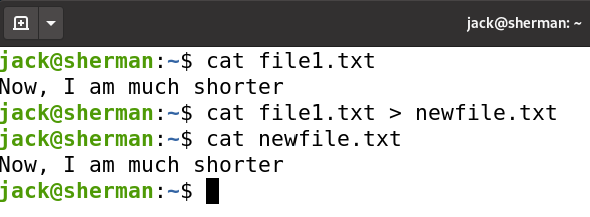 jack@sherman: ~
jack@sherman:~$ cat file1.txt
Now, I am much shorter
jack@sherman:~$ cat file1.txt > newfile.txt
jack@sherman:~$ cat newfile.txt
Now, I am much shorter
jack@sherman:~$